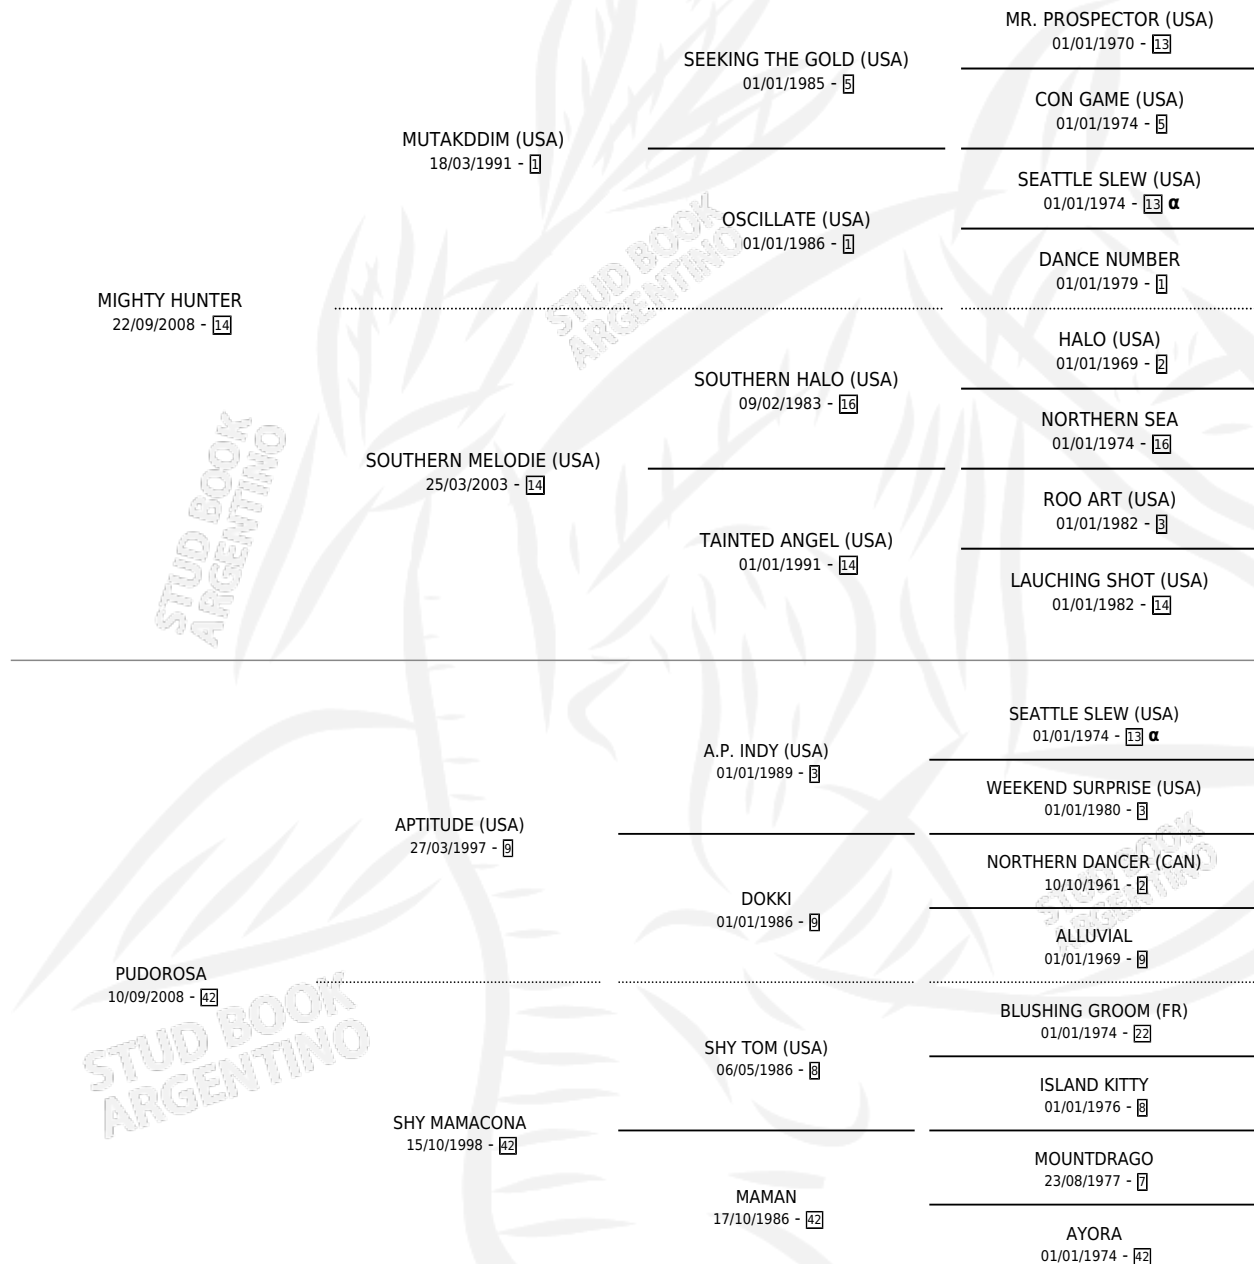 MR. PROSPECTOR (USA)
01/01/1970 - 13
SEEKING THE GOLD (USA)
01/01/1985 - 5
CON GAME (USA)
01/01/1974 - 5
MUTAKDDIM (USA)
18/03/1991 - 1
SEATTLE SLEW (USA)
01/01/1974 - 13 α
OSCILLATE (USA)
01/01/1986 - 1
DANCE NUMBER
01/01/1979 - 1
MIGHTY HUNTER
22/09/2008 - 14
HALO (USA)
01/01/1969 - 2
SOUTHERN HALO (USA)
09/02/1983 - 16
NORTHERN SEA
01/01/1974 - 16
SOUTHERN MELODIE (USA)
25/03/2003 - 14
ROO ART (USA)
01/01/1982 - 3
TAINTED ANGEL (USA)
01/01/1991 - 14
LAUCHING SHOT (USA)
01/01/1982 - 14
STUD BOOK
ARGENTINO
STUD BOOK
ARGENTINO
SEATTLE SLEW (USA)
01/01/1974 - 13 α
A.P. INDY (USA)
01/01/1989 - 3
WEEKEND SURPRISE (USA)
01/01/1980 - 3
APTITUDE (USA)
27/03/1997 - 9
NORTHERN DANCER (CAN)
10/10/1961 - 2
DOKKI
01/01/1986 - 9
ALLUVIAL
01/01/1969 - 9
PUDOROSA
10/09/2008 - 42
BLUSHING GROOM (FR)
01/01/1974 - 22
SHY TOM (USA)
06/05/1986 - 8
ISLAND KITTY
01/01/1976 - 8
SHY MAMACONA
15/10/1998 - 42
MOUNTDRAGO
23/08/1977 - 7
MAMAN
17/10/1986 - 42
AYORA
01/01/1974 - 42
STUD BOOK
ARGENTINO
STUD BOOK
ARGENTINO